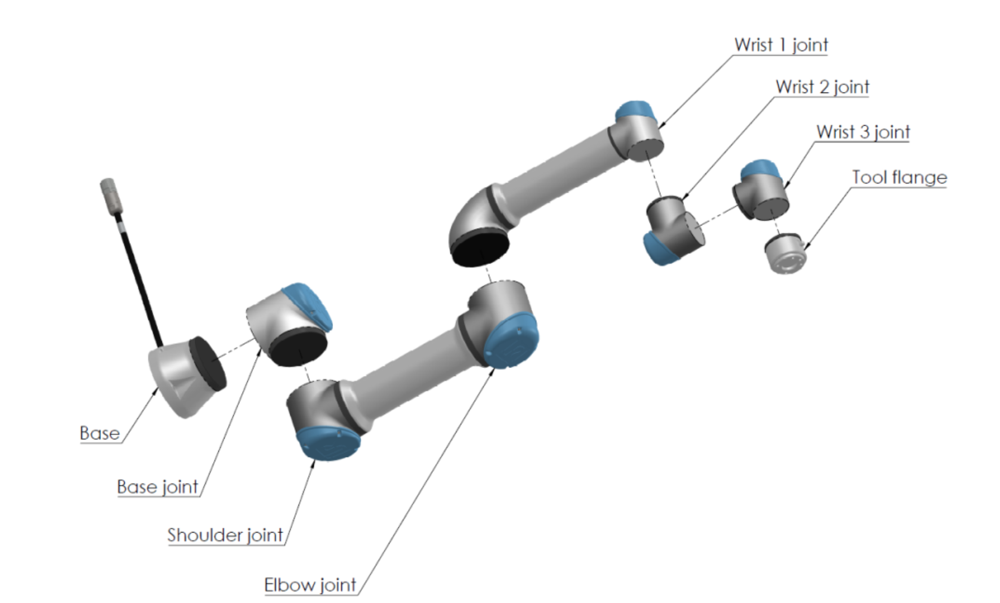 Wrist 1 joint
Wrist 2 joint
Wrist 3 joint
Tool flange
Base
Base joint
Shoulder joint
Elbow joint